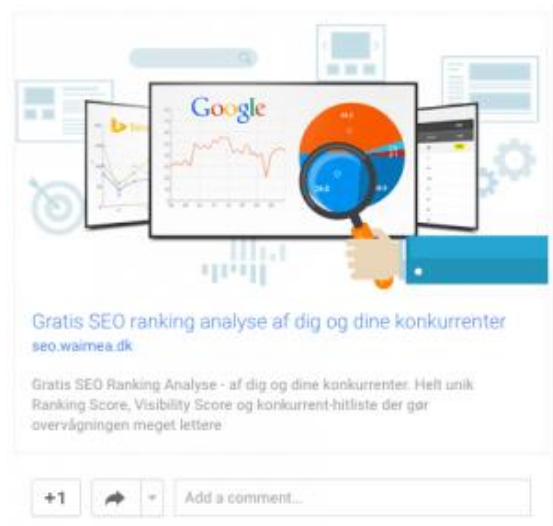 Google
Gratis SEO ranking analyse af dig og dine konkurrenter
seo.waimea.dk
Gratis SEO Ranking Analyse - af dig og dine konkurrenter. Helt unik
Ranking Score, Visibility Score og konkurrent-hitliste der gør
overvågningen meget lettere
+1
Add a comment...